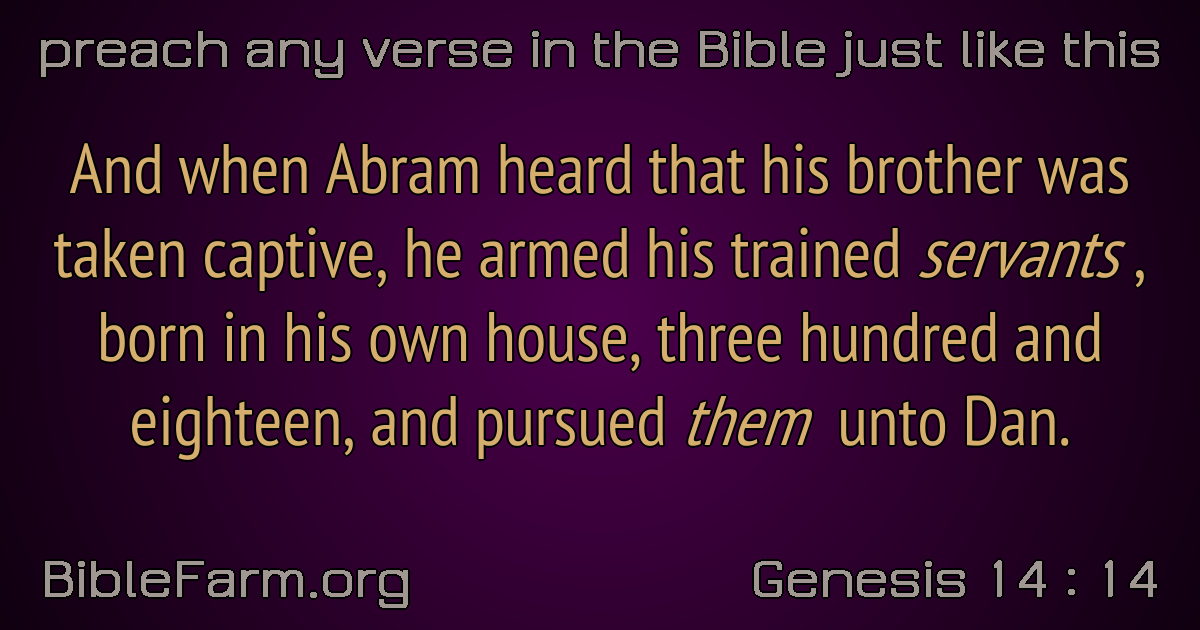 preach any verse in the Bible just like this
And when Abram heard that his brother was
taken captive, he armed his trained servants ,
born in his own house, three hundred and
eighteen, and pursued them unto Dan.
BibleFarm.org
Genesis 14 : 14